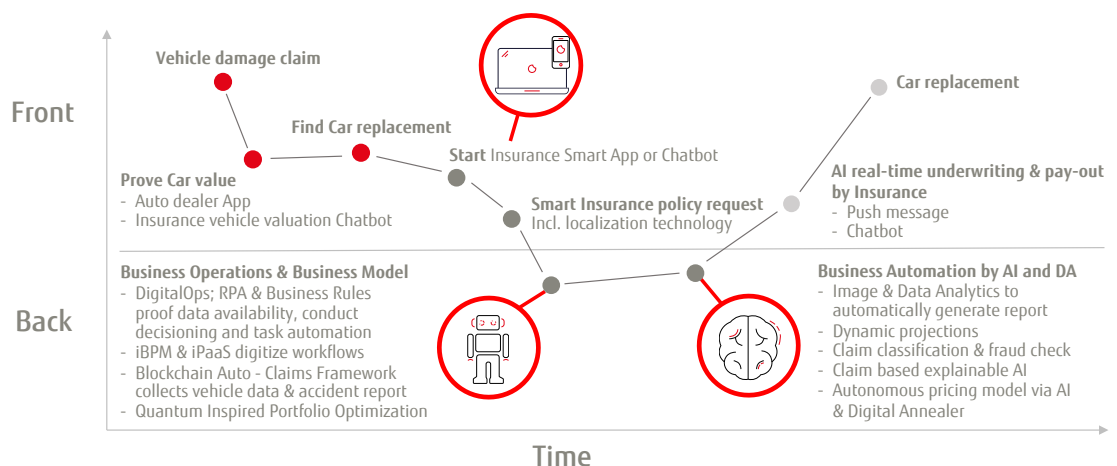 Vehicle damage claim
Front
Find Car replacement
Start Insurance Smart App or Chatbot
Car replacement
Prove Car value
- Auto dealer App
- Insurance vehicle valuation Chatbot
Smart Insurance policy request
Incl. localization technology
AI real-time underwriting & pay-out
by Insurance
- Push message
- Chatbot
Back
Business Operations & Business Model
- DigitalOps; RPA & Business Rules
proof data availability, conduct
decisioning and task automation
- iBPM & iPaaS digitize workflows
- Blockchain Auto - Claims Framework
collects vehicle data & accident report
- Quantum Inspired Portfolio Optimization
Business Automation by AI and DA
- Image & Data Analytics to
automatically generate report
- Dynamic projections
- Claim classification & fraud check
- Claim based explainable AI
- Autonomous pricing model via AI
& Digital Annealer
Time